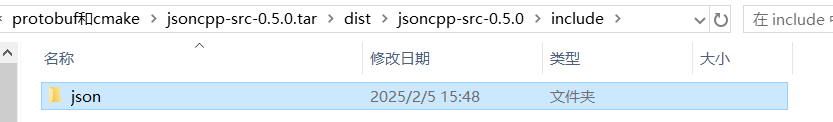 protobuf和cmake > jsoncpp-src-0.5.0.tar > dist > jsoncpp-src-0.5.0 > include >
在 include
名称 修改日期 类型 大小
json 2025/2/5 15:48 文件夹